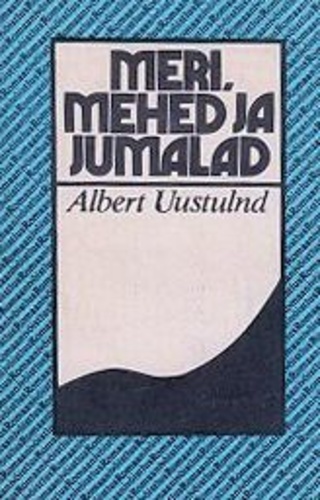 MERI,
MEHED JA
JUMALAD
Albert Uustulnd